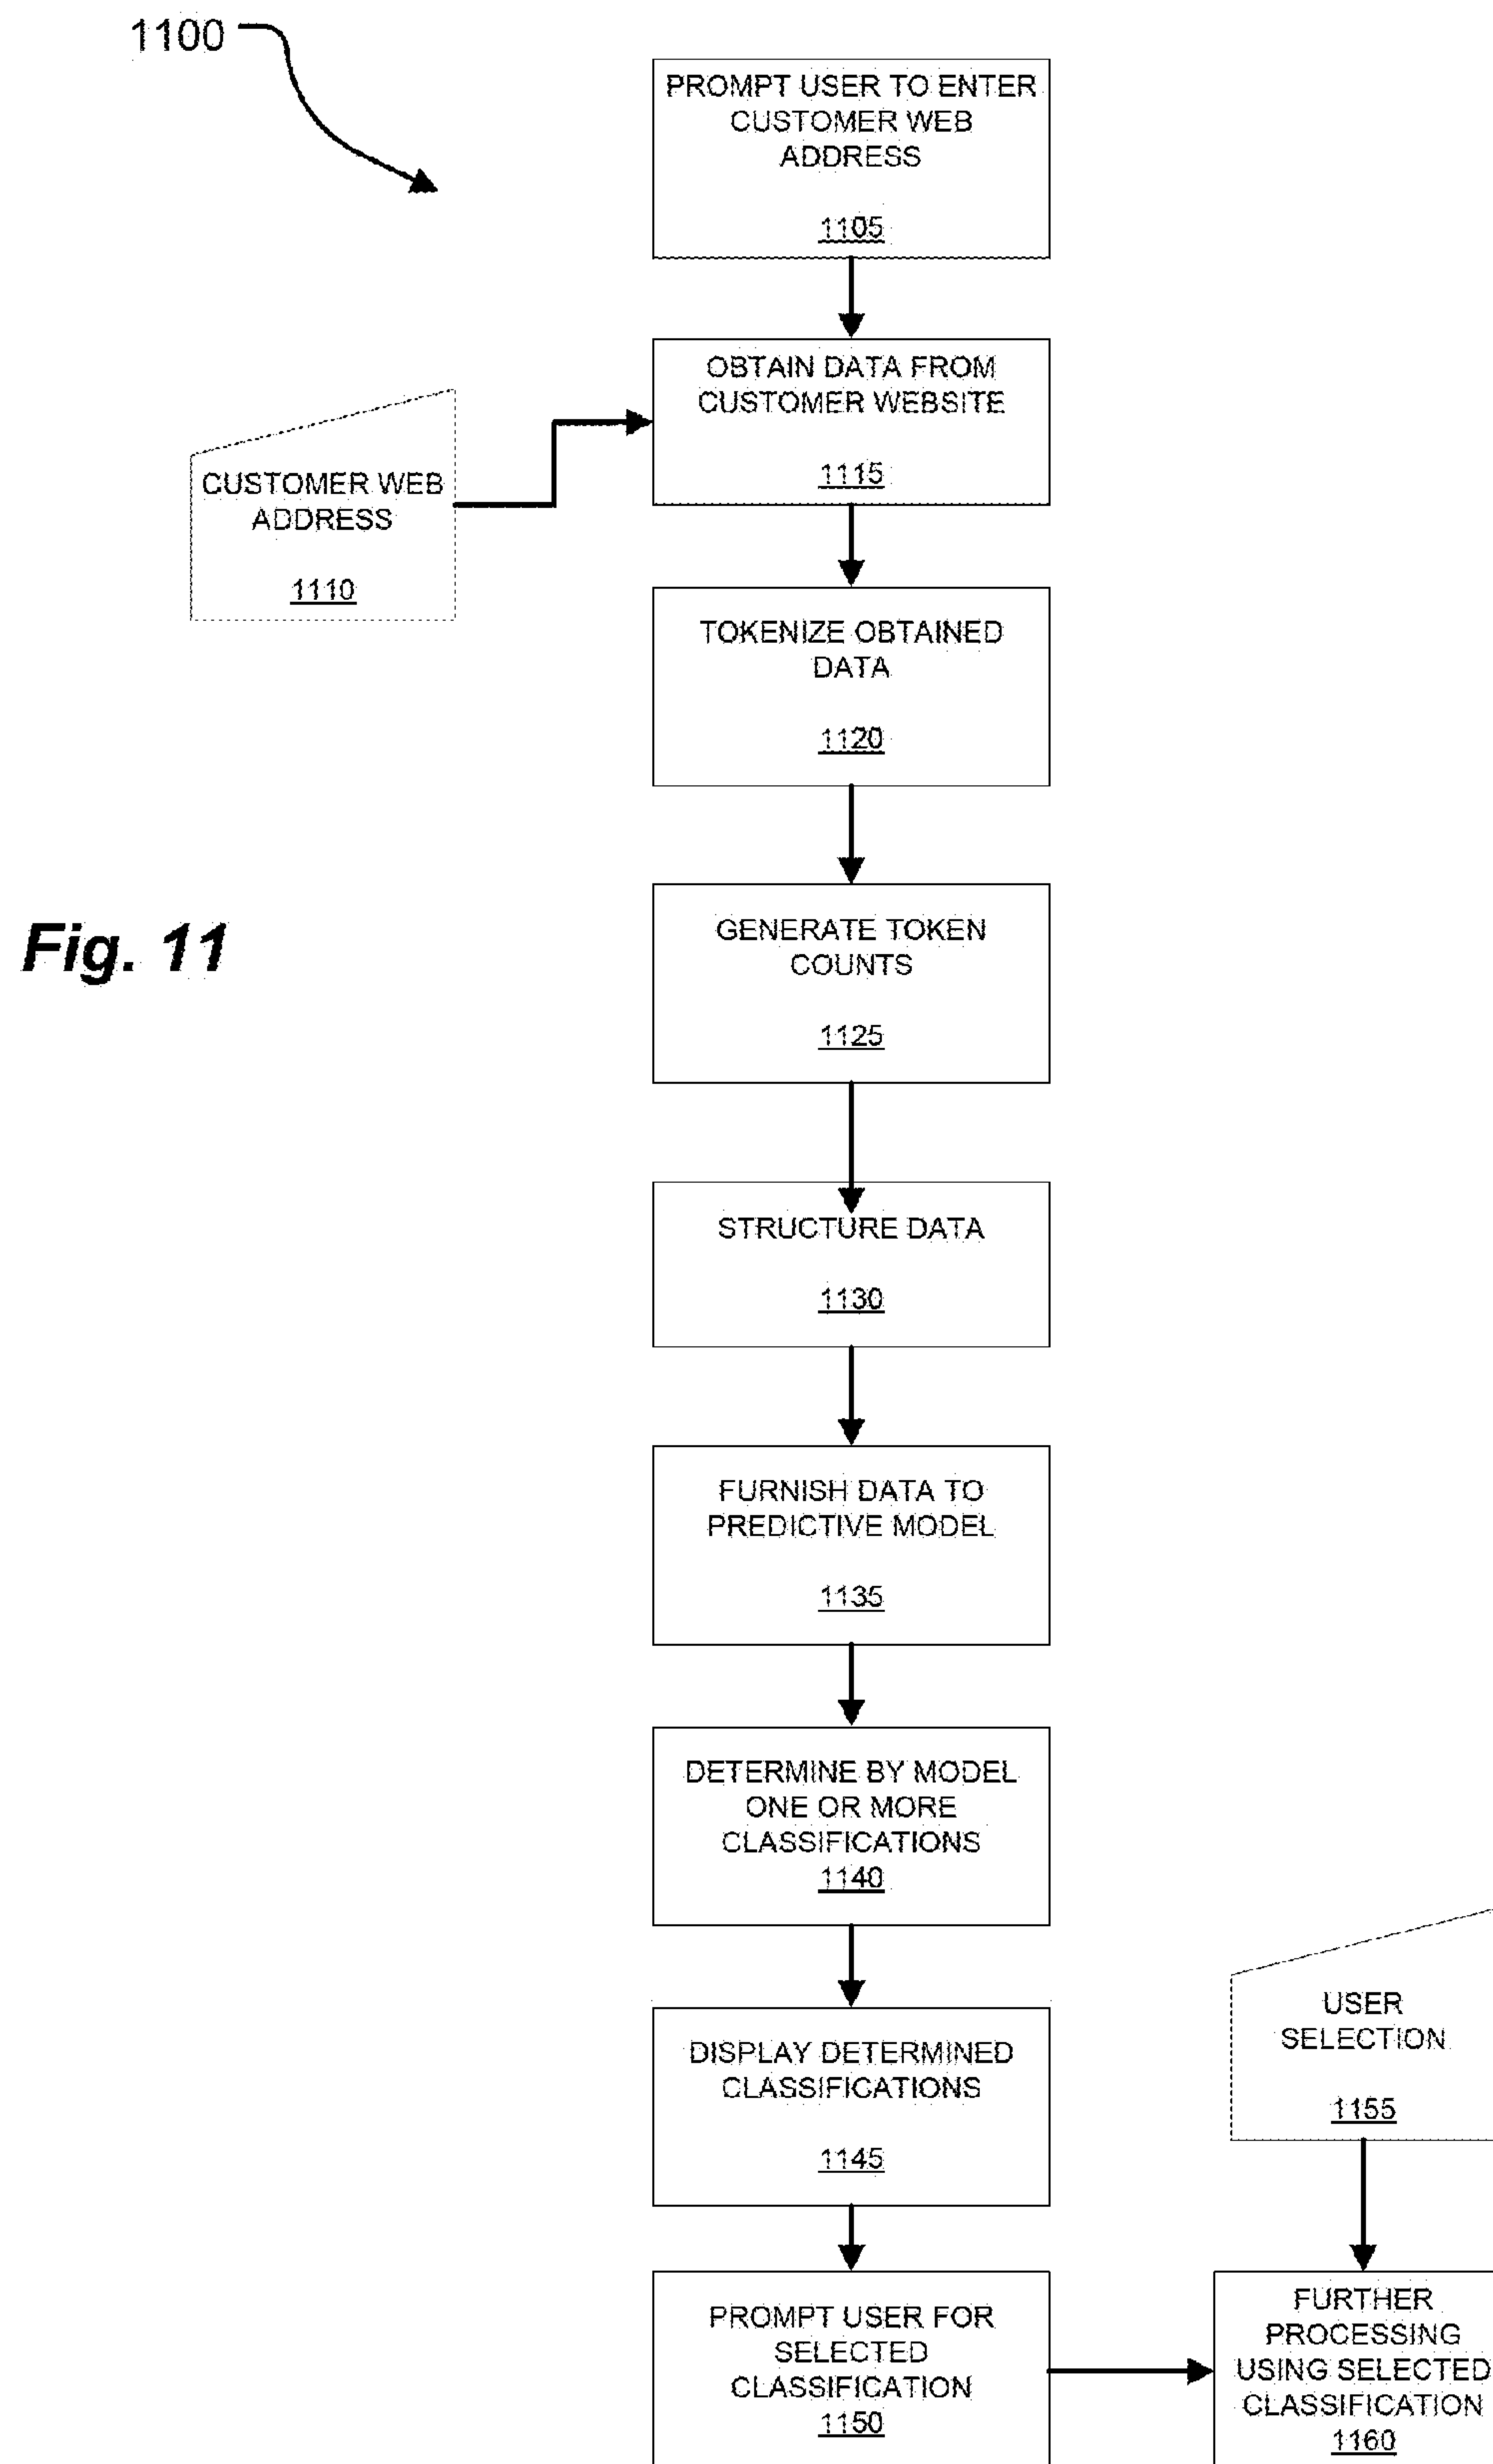 1100
PROMPT USER TO ENTER
CUSTOMER WEB
ADDRESS
1105
OBTAIN DATA FROM
CUSTOMER WEBSITE
1115
CUSTOMER WEB
ADDRESS
1110
TOKENIZE OBTAINED
DATA
1120
Fig. 11
GENERATE TOKEN
COUNTS
1125
STRUCTURE DATA
1130
FURNISH DATA TO
PREDICTIVE MODEL
1135
DETERMINE BY MODEL
ONE OR MORE
CLASSIFICATIONS
1140
DISPLAY DETERMINED
CLASSIFICATIONS
1145
USER
SELECTION
1155
PROMPT USER FOR
SELECTED
CLASSIFICATION
1150
FURTHER
PROCESSING
USING SELECTED
CLASSIFICATION
1160